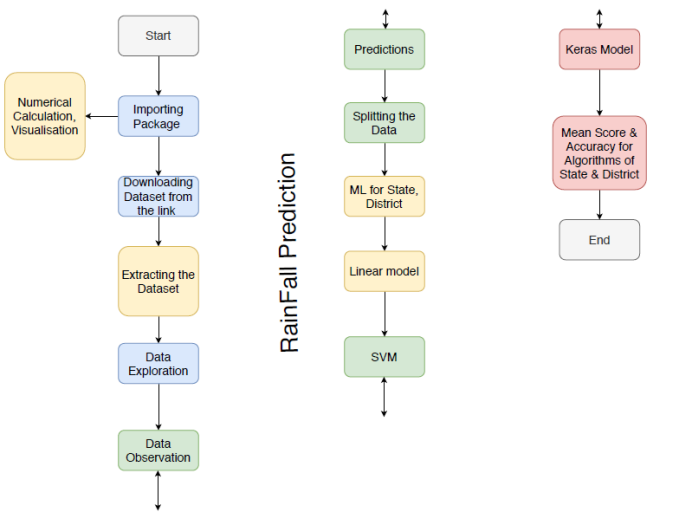 Start
Numerical
Calculation,
Visualisation
Importing
Package
Downloading
Dataset from
the link
Extracting the
Dataset
Data
Exploration
Data
Observation
RainFall Prediction
Predictions
Splitting the
Data
ML for State,
District
Linear model
SVM
Keras Model
Mean Score &
Accuracy for
Algorithms of
State & District
End